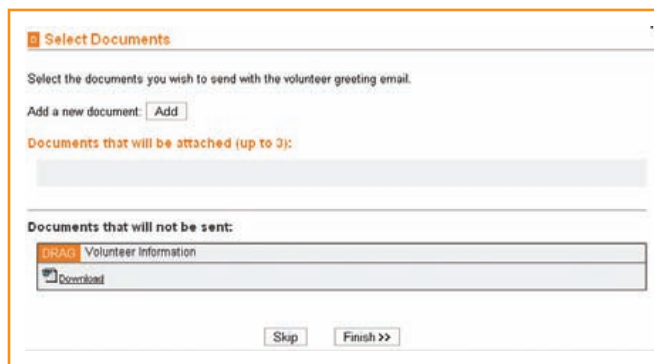 D Select Documents
Select the documents you wish to send with the volunteer greeting email.
Add a new document: Add
Documents that will be attached (up to 3):
Documents that will not be sent:
DRAG Volunteer Information
Download
Skip Finish >>